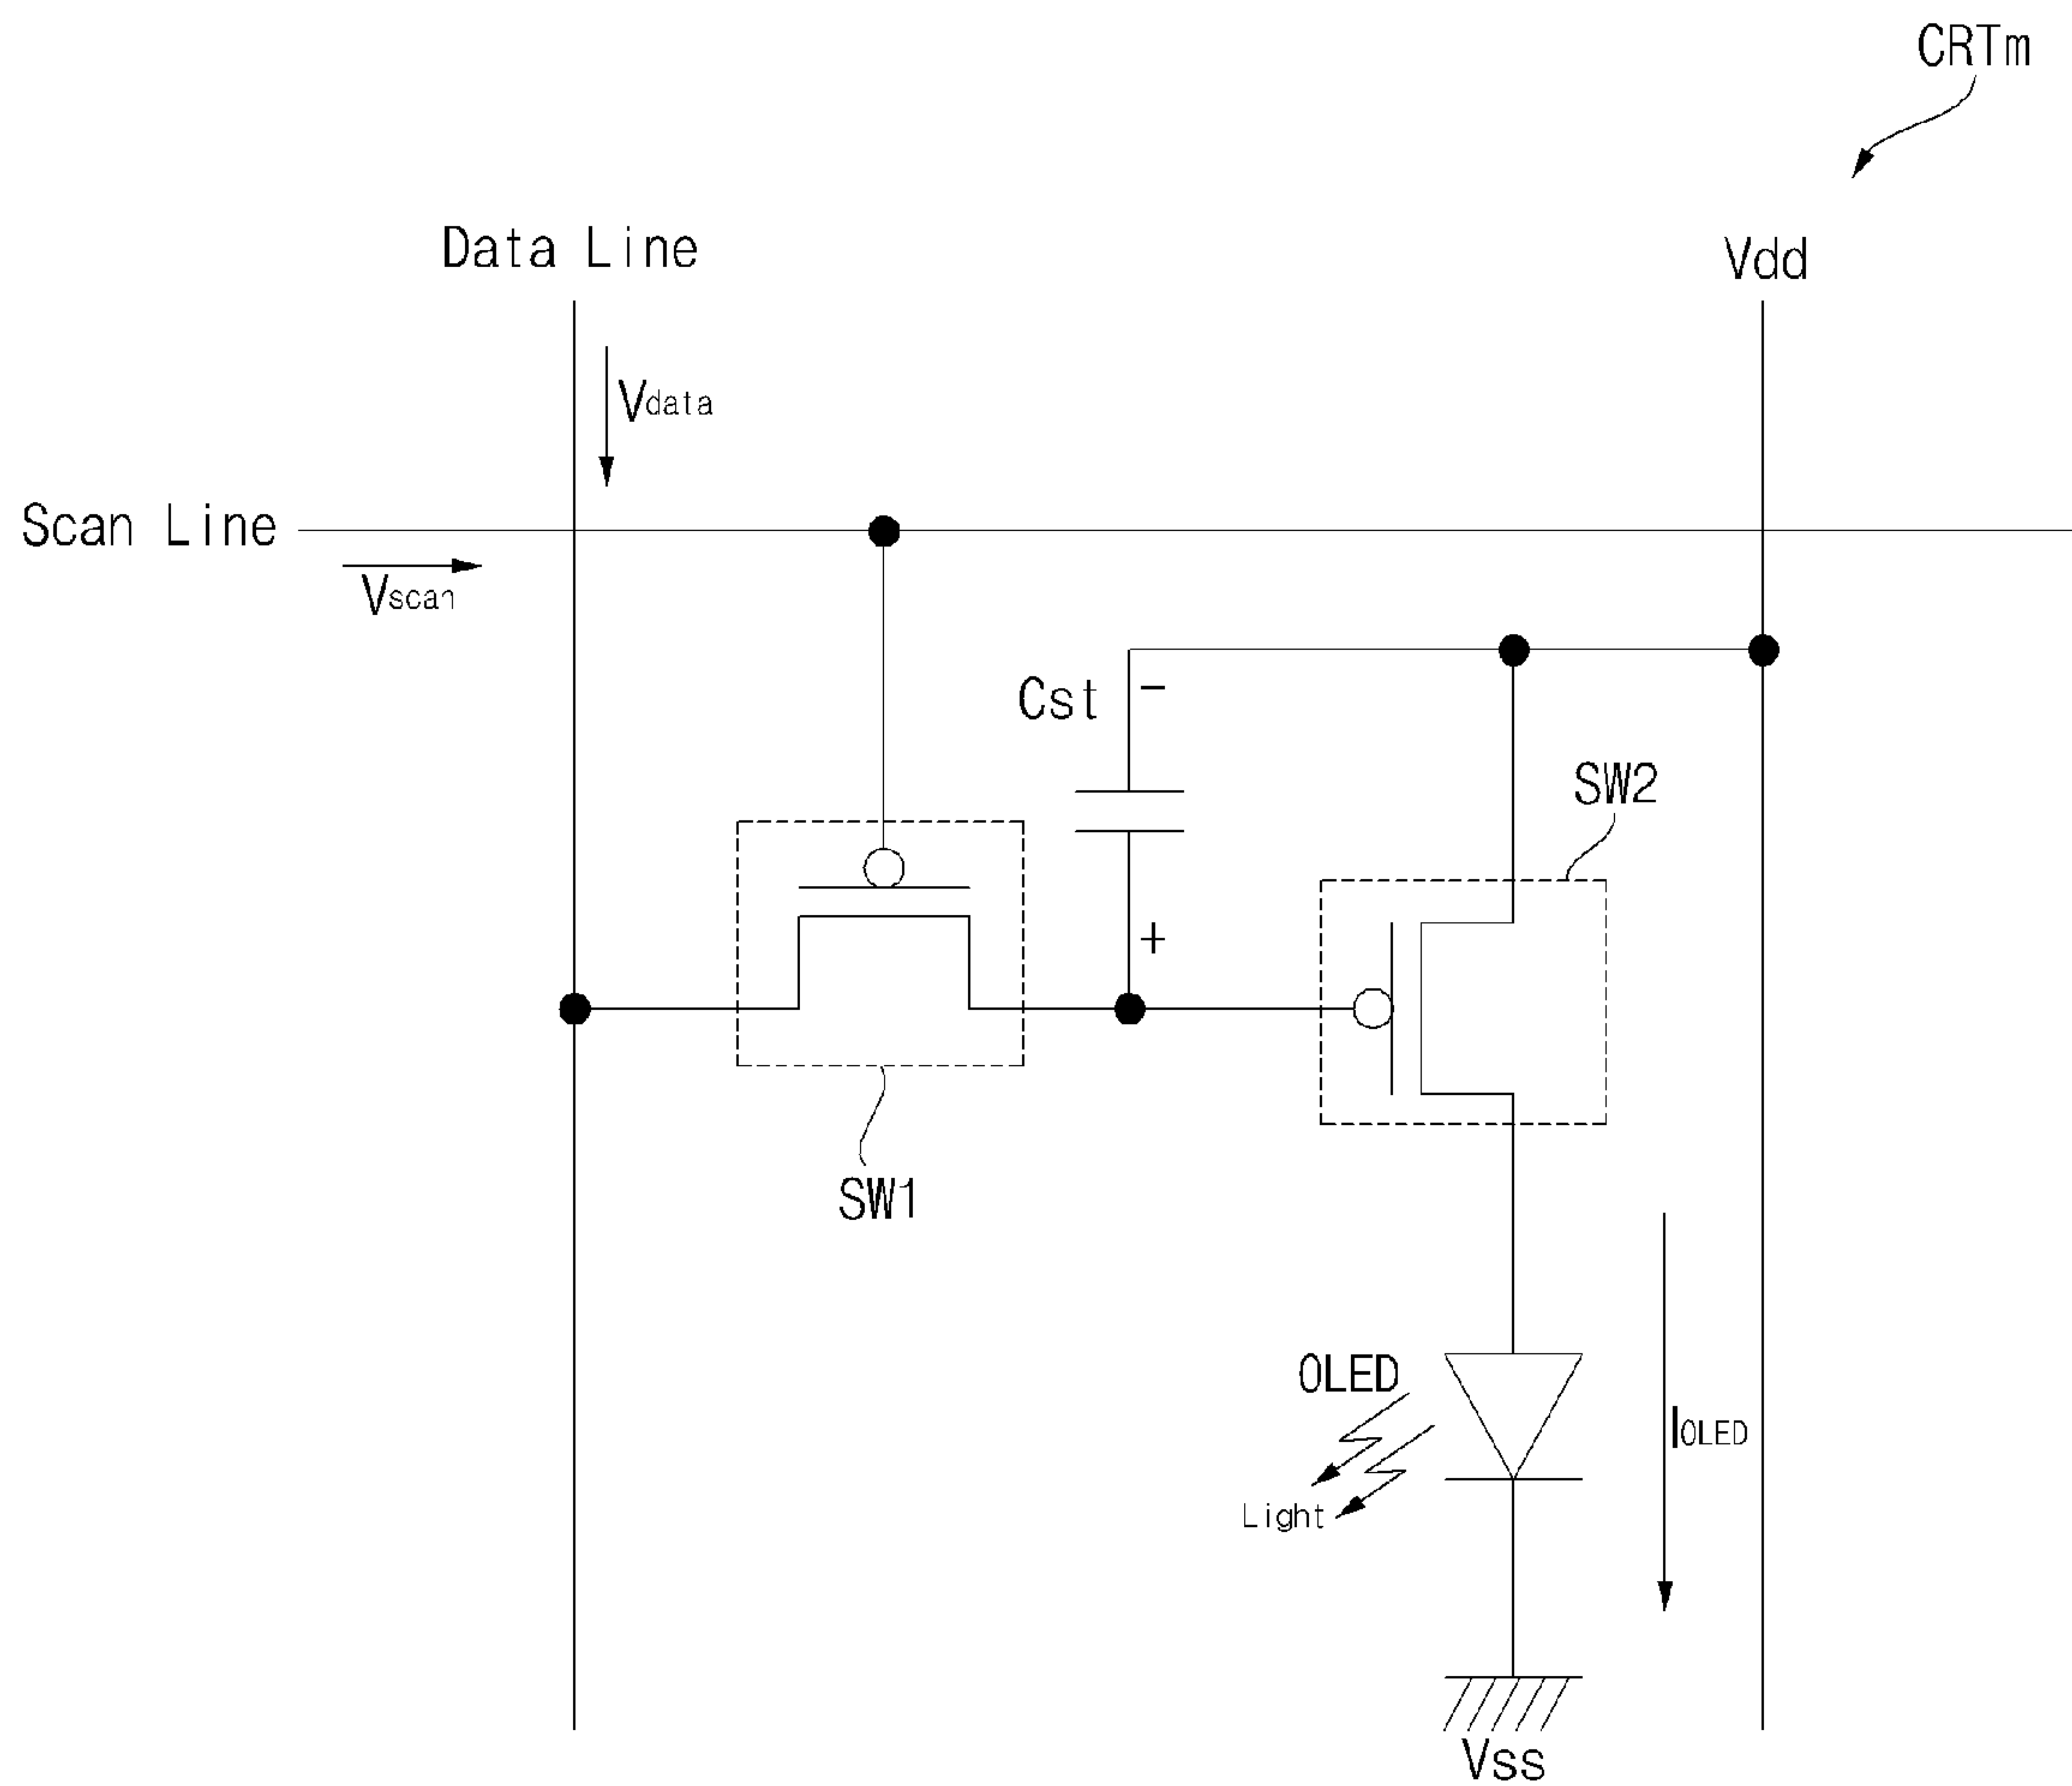 CRTm
Data Line
Vdd
Vdata
Scan Line
Vscan
Cst
−
SW2
+
SW1
OLED
IOLED
Light
Vss